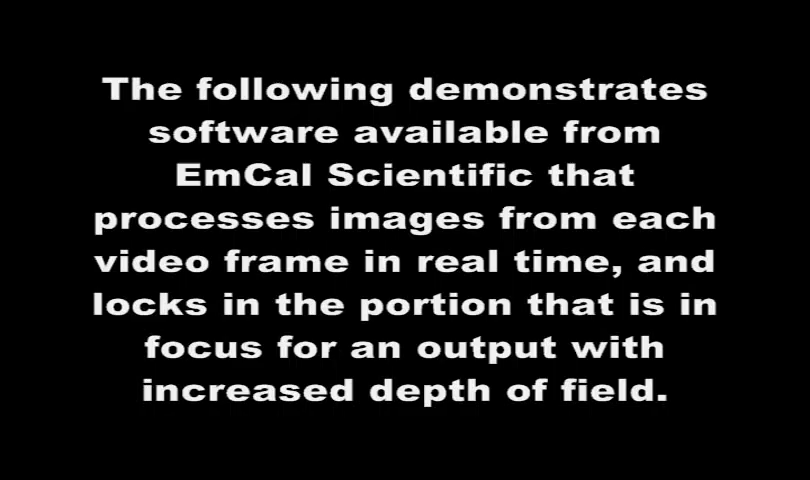 The following demonstrates
software available from
EmCal Scientific that
processes images from each
video frame in real time, and
locks in the portion that is in
focus for an output with
increased depth of field.